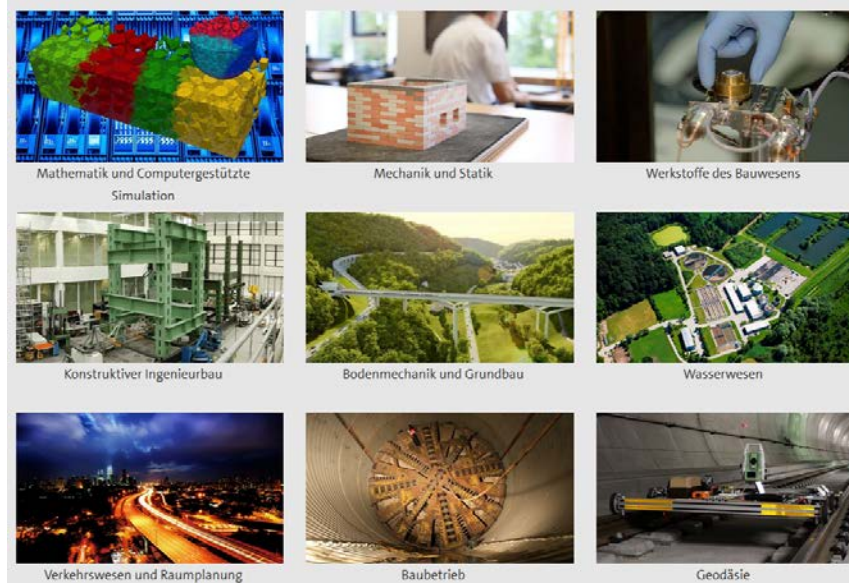 Mathematik und Computergestützte
Simulation
Mechanik und Statik
Werkstoffe des Bauwesens
Konstruktiver Ingenieurbau
Bodenmechanik und Grundbau
Wasserwesen
Verkehrswesen und Raumplanung
Baubetrieb
Geodäsie